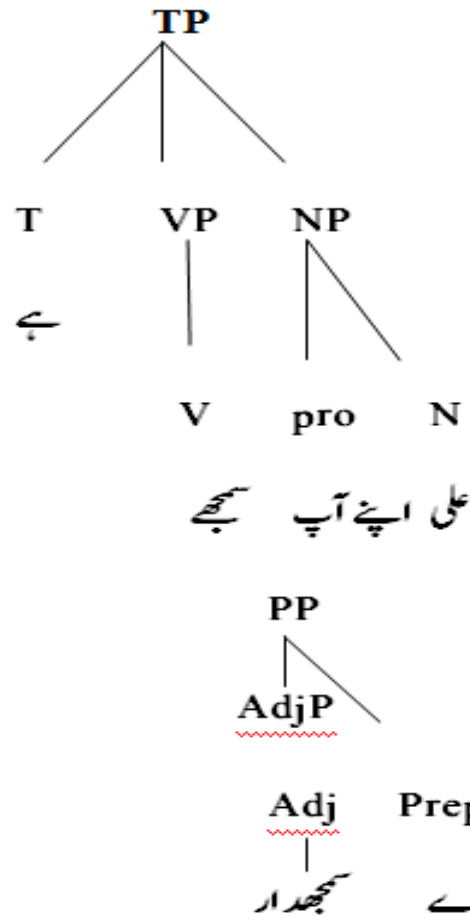 TP
T VP NP
ہے
V pro N
علی اپنے آپ سمجھے
PP
AdjP
Adj Prep
سمجھدار